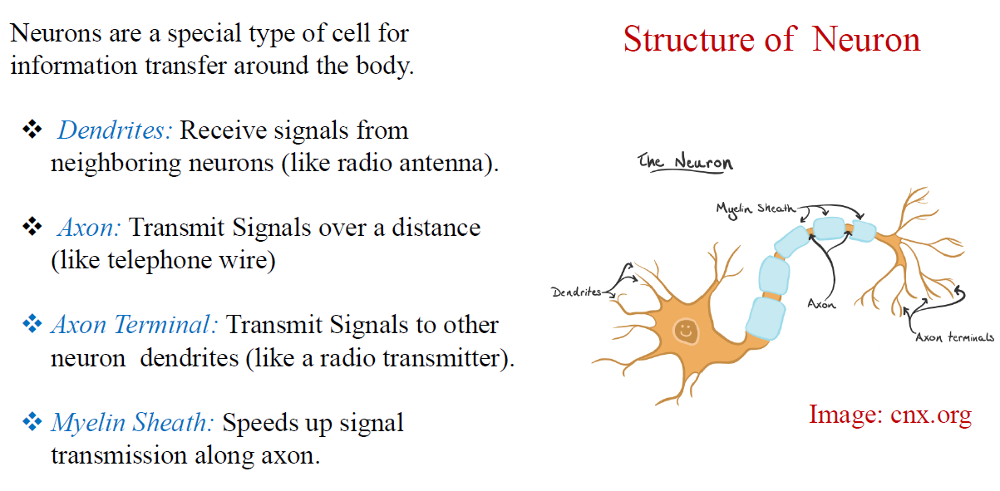 Neurons are a special type of cell for
information transfer around the body.
❖ Dendrites: Receive signals from
neighboring neurons (like radio antenna).
❖ Axon: Transmit Signals over a distance
(like telephone wire)
❖ Axon Terminal: Transmit Signals to other
neuron dendrites (like a radio transmitter).
❖ Myelin Sheath: Speeds up signal
transmission along axon.
Structure of Neuron
The Neuron
Myelin Sheath
Dendrites
Axon
Axon terminals
Image: cnx.org